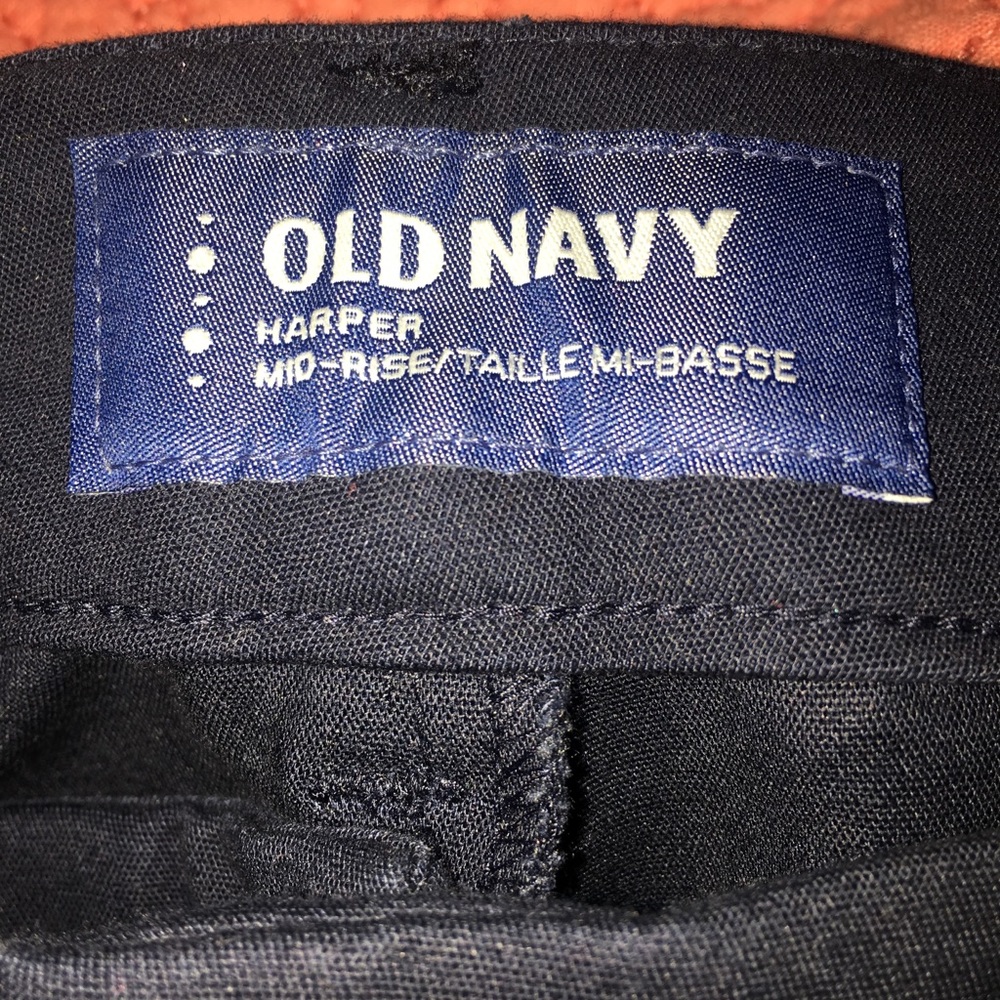 OLD NAVY
HARPER
MID-RISE/TAILLE MI-BASSE